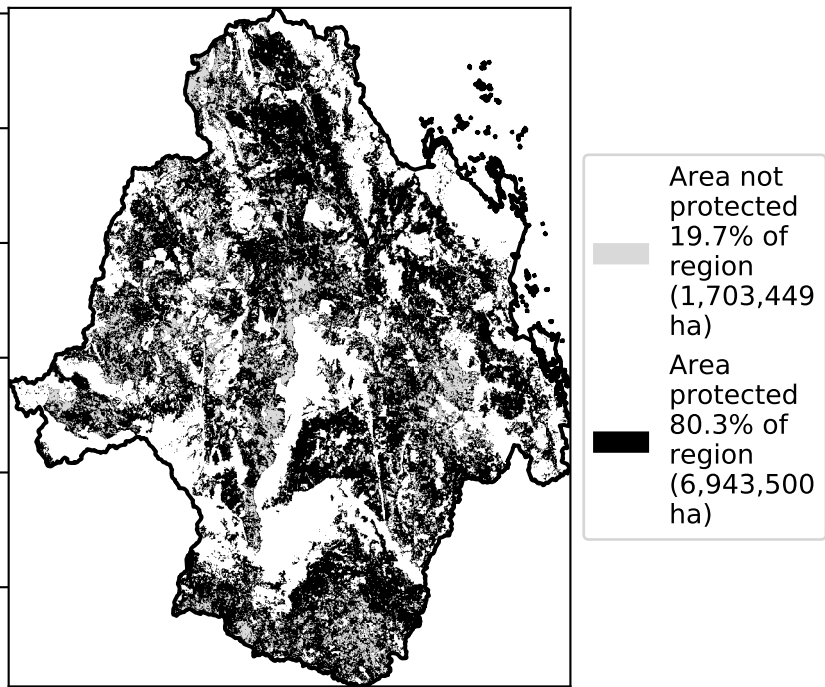 Area not
protected
19.7% of
region
(1,703,449
ha)
Area
protected
80.3% of
region
(6,943,500
ha)